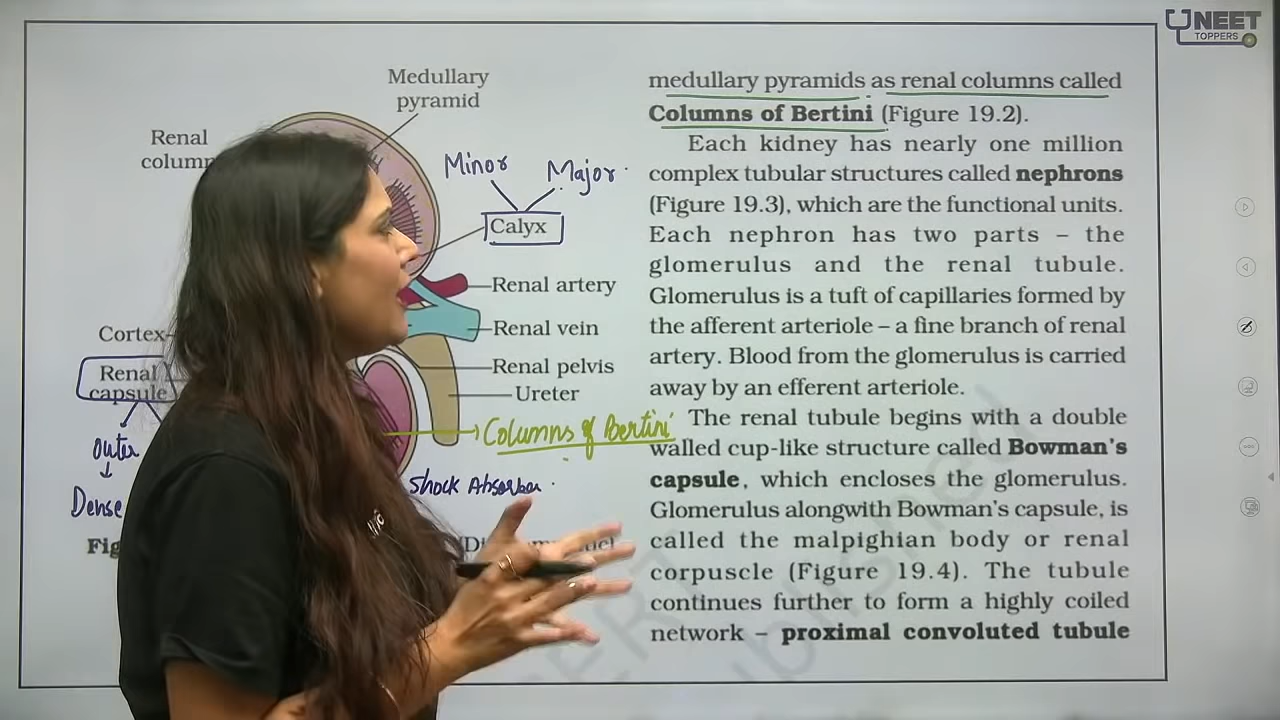 NEET
TOPPERS
Medullary
pyramid
Renal
column
Minor
Major
Calyx
Renal artery
Renal vein
Cortex
Renal
capsule
Renal pelvis
Ureter
Outer
Columns of Bertini
Dense
Shock Absorber
medullary pyramids as renal columns called
Columns of Bertini (Figure 19.2).
Each kidney has nearly one million
complex tubular structures called nephrons
(Figure 19.3), which are the functional units.
Each nephron has two parts – the
glomerulus and the renal tubule.
Glomerulus is a tuft of capillaries formed by
the afferent arteriole – a fine branch of renal
artery. Blood from the glomerulus is carried
away by an efferent arteriole.
The renal tubule begins with a double
walled cup-like structure called Bowman's
capsule, which encloses the glomerulus.
Glomerulus alongwith Bowman's capsule, is
called the malpighian body or renal
corpuscle (Figure 19.4). The tubule
continues further to form a highly coiled
network – proximal convoluted tubule